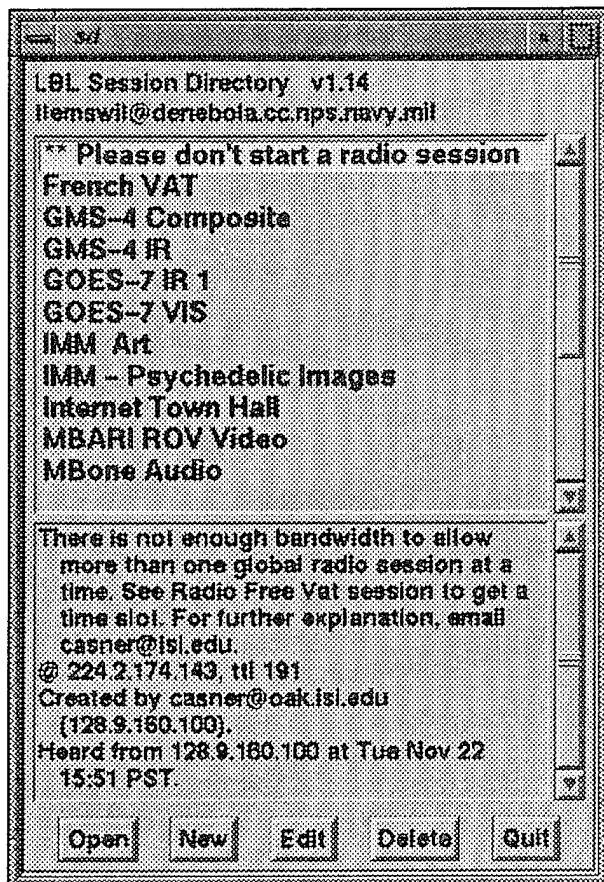 sd
LBL Session Directory v1.14
tlemswil@denebola.cc.nps.navy.mil
** Please don't start a radio session
French VAT
GMS-4 Composite
GMS-4 IR
GOES-7 IR 1
GOES-7 VIS
IMM Art
IMM - Psychedelic Images
Internet Town Hall
MBARI ROV Video
MBone Audio
There is not enough bandwidth to allow
more than one global radio session at a
time. See Radio Free Vat session to get a
time slot. For further explanation, email
casner@isi.edu.
@ 224.2.174.143, ttl 191
Created by casner@oak.isi.edu
(128.9.160.100).
Heard from 128.9.160.100 at Tue Nov 22
15:51 PST.
Open New Edit Delete Quit